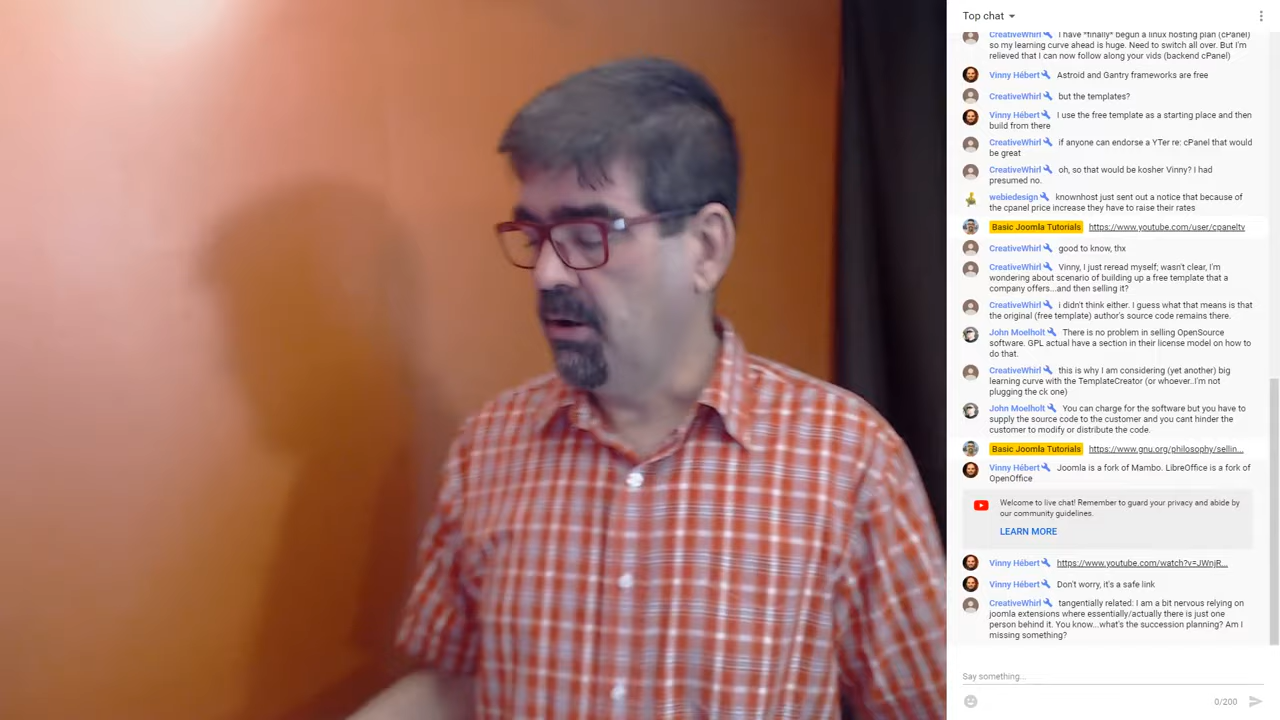 Top chat
CreativeWhirl I have *finally* begun a linux hosting plan (cPanel)
so my learning curve ahead is huge. Need to switch all over. But I'm
relieved that I can now follow along your vids (backend cPanel)
Vinny Hébert Astroid and Gantry frameworks are free
CreativeWhirl but the templates?
Vinny Hébert I use the free template as a starting place and then
build from there
CreativeWhirl if anyone can endorse a YTer re: cPanel that would
be great
CreativeWhirl oh, so that would be kosher Vinny? I had
presumed no.
webiedesign knownhost just sent out a notice that because of
the cpanel price increase they have to raise their rates
Basic Joomla Tutorials https://www.youtube.com/user/cpaneltv
CreativeWhirl good to know, thx
CreativeWhirl Vinny, I just reread myself; wasn't clear, I'm
wondering about scenario of building up a free template that a
company offers...and then selling it?
CreativeWhirl i didn't think either. I guess what that means is that
the original (free template) author's source code remains there.
John Moelholt There is no problem in selling OpenSource
software. GPL actual have a section in their license model on how to
do that.
CreativeWhirl this is why I am considering (yet another) big
learning curve with the TemplateCreator (or whoever..I'm not
plugging the ck one)
John Moelholt You can charge for the software but you have to
supply the source code to the customer and you cant hinder the
customer to modify or distribute the code.
Basic Joomla Tutorials https://www.gnu.org/philosophy/sellin...
Vinny Hébert Joomla is a fork of Mambo. LibreOffice is a fork of
OpenOffice
Welcome to live chat! Remember to guard your privacy and abide by
our community guidelines.
LEARN MORE
Vinny Hébert https://www.youtube.com/watch?v=JWnjR...
Vinny Hébert Don't worry, it's a safe link
CreativeWhirl tangentially related: I am a bit nervous relying on
joomla extensions where essentially/actually there is just one
person behind it. You know...what's the succession planning? Am I
missing something?
Say something...
0/200